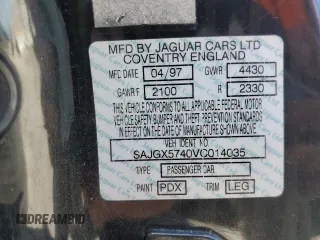 MFD BY JAGUAR CARS LTD
COVENTRY ENGLAND
MFD DATE 04/97 GVWR 4430
GAWR F 2100 R 2330
THIS VEHICLE CONFORMS TO ALL APPLICABLE FEDERAL MOTOR
VEHICLE SAFETY BUMPER AND THEFT PREVENTION STANDARDS
IN EFFECT ON THE DATE OF MANUFACTURE SHOWN ABOVE
VEH IDENT NO
SAJGX5740VC014035
TYPE PASSENGER CAR
PAINT PDX TRIM LEG
DREAMBID